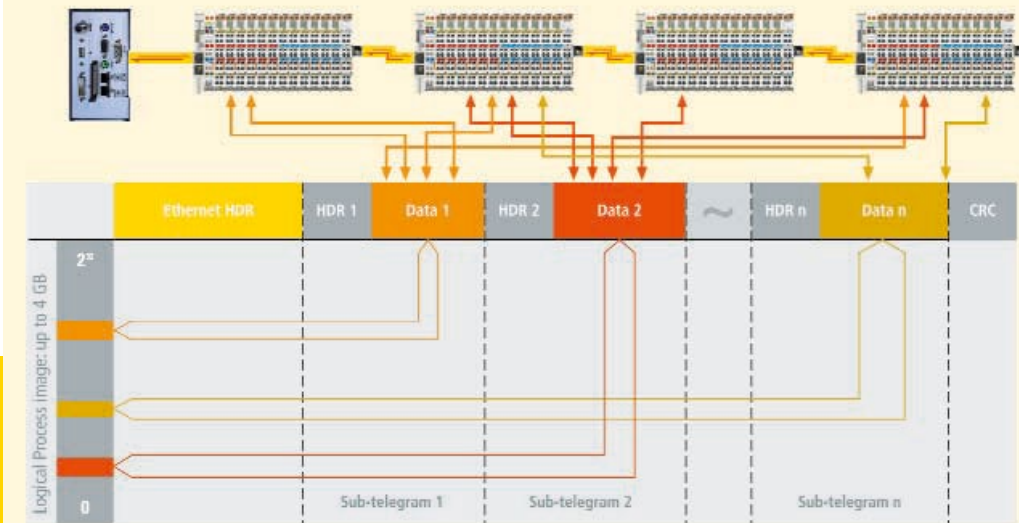 Ethernet HDR
HDR 1
Data 1
HDR 2
Data 2
~
HDR n
Data n
CRC
Logical Process image: up to 4 GB
2³²
0
Sub-telegram 1
Sub-telegram 2
Sub-telegram n